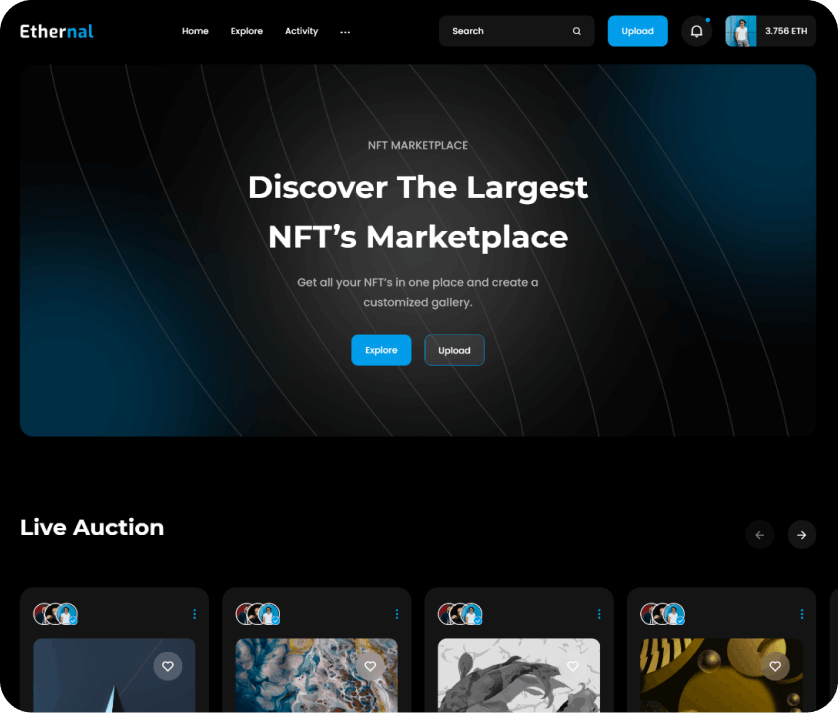 Ethernal
Home Explore Activity ...
Search
Upload
3,756 ETH
NFT MARKETPLACE
Discover The Largest
NFT’s Marketplace
Get all your NFT’s in one place and create a
customized gallery.
Explore
Upload
Live Auction